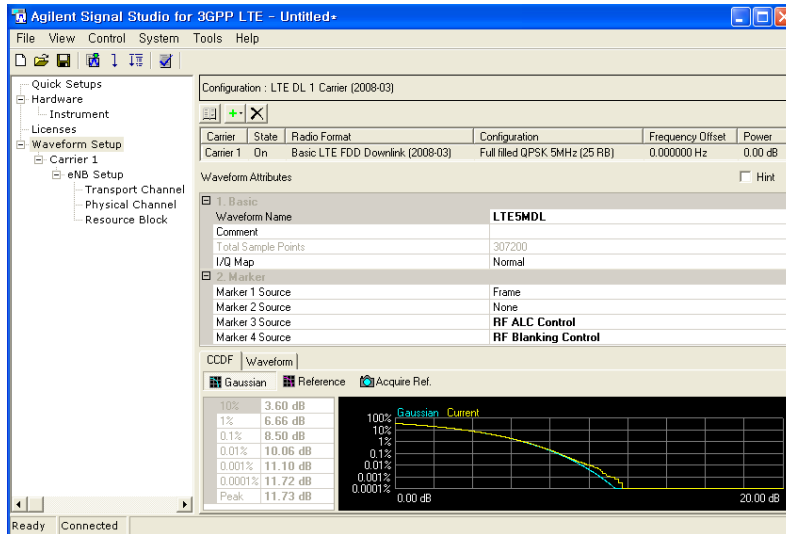 Agilent Signal Studio for 3GPP LTE - Untitled*
File View Control System Tools Help
Quick Setups
Hardware
Instrument
Licenses
Waveform Setup
Carrier 1
eNB Setup
Transport Channel
Physical Channel
Resource Block
Configuration : LTE DL 1 Carrier (2008-03)
Carrier State Radio Format Configuration Frequency Offset Power
Carrier 1 On Basic LTE FDD Downlink (2008-03) Full filled QPSK 5MHz (25 RB) 0.000000 Hz 0.00 dB
Waveform Attributes Hint
1. Basic
Waveform Name LTE5MDL
Comment
Total Sample Points 307200
I/Q Map Normal
2. Marker
Marker 1 Source Frame
Marker 2 Source None
Marker 3 Source RF ALC Control
Marker 4 Source RF Blanking Control
CCDF Waveform
Gaussian Reference Acquire Ref.
10% 3.60 dB
1% 6.66 dB
0.1% 8.50 dB
0.01% 10.06 dB
0.001% 11.10 dB
0.0001% 11.72 dB
Peak 11.73 dB
Gaussian Current
100%
10%
1%
0.1%
0.01%
0.001%
0.0001%
0.00 dB 20.00 dB
Ready Connected